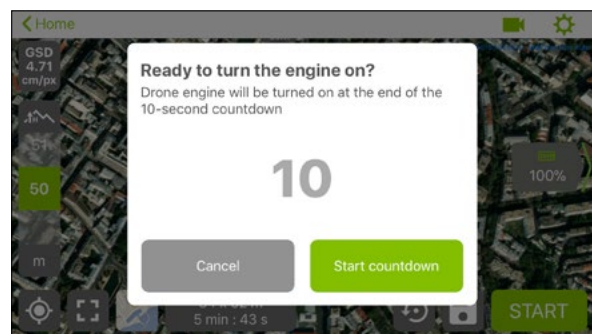 Home
GSD
4.71
cm/px
50
m
Ready to turn the engine on?
Drone engine will be turned on at the end of the
10-second countdown
10
Cancel
Start countdown
100%
5 min : 43 s
START